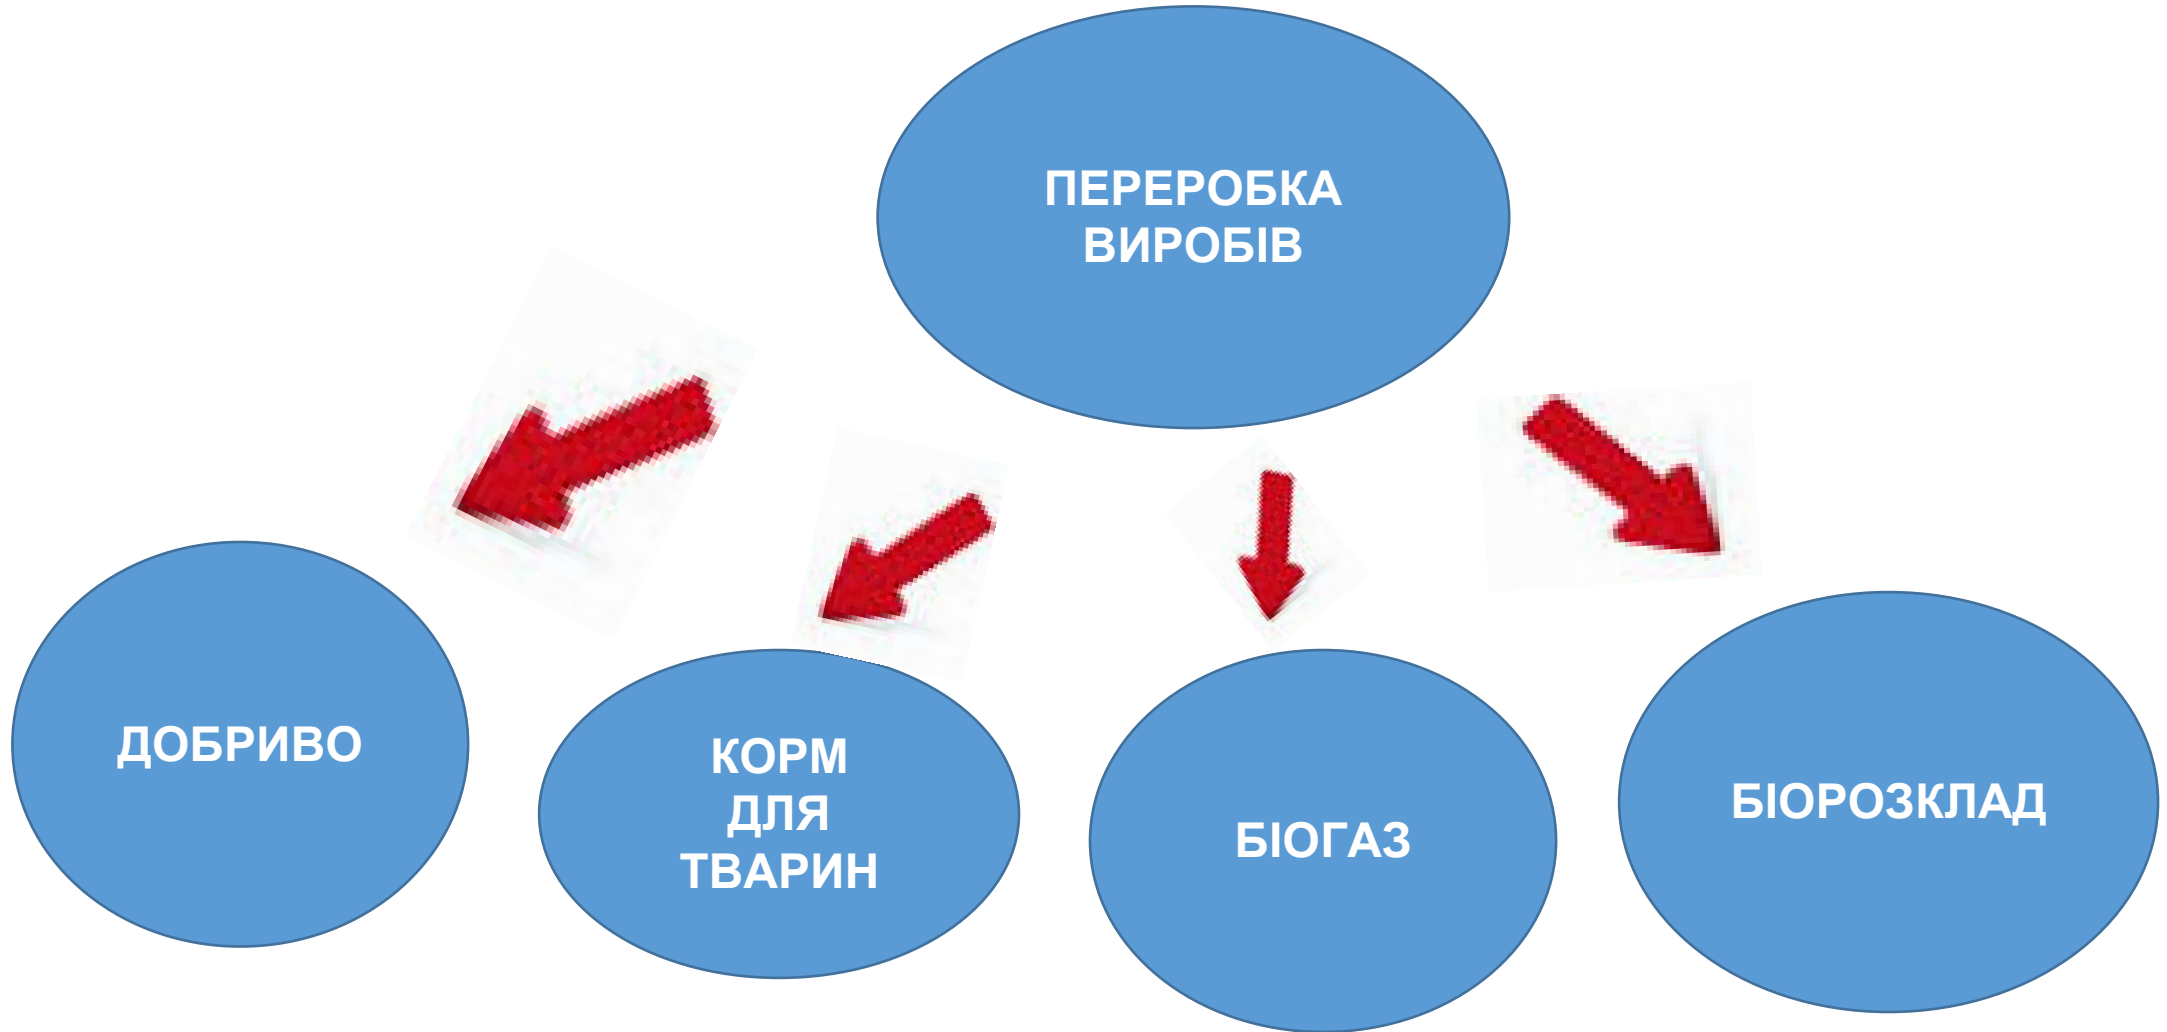 ПЕРЕРОБКА
ВИРОБІВ
ДОБРИВО
КОРМ
ДЛЯ
ТВАРИН
БІОГАЗ
БІОРОЗКЛАД